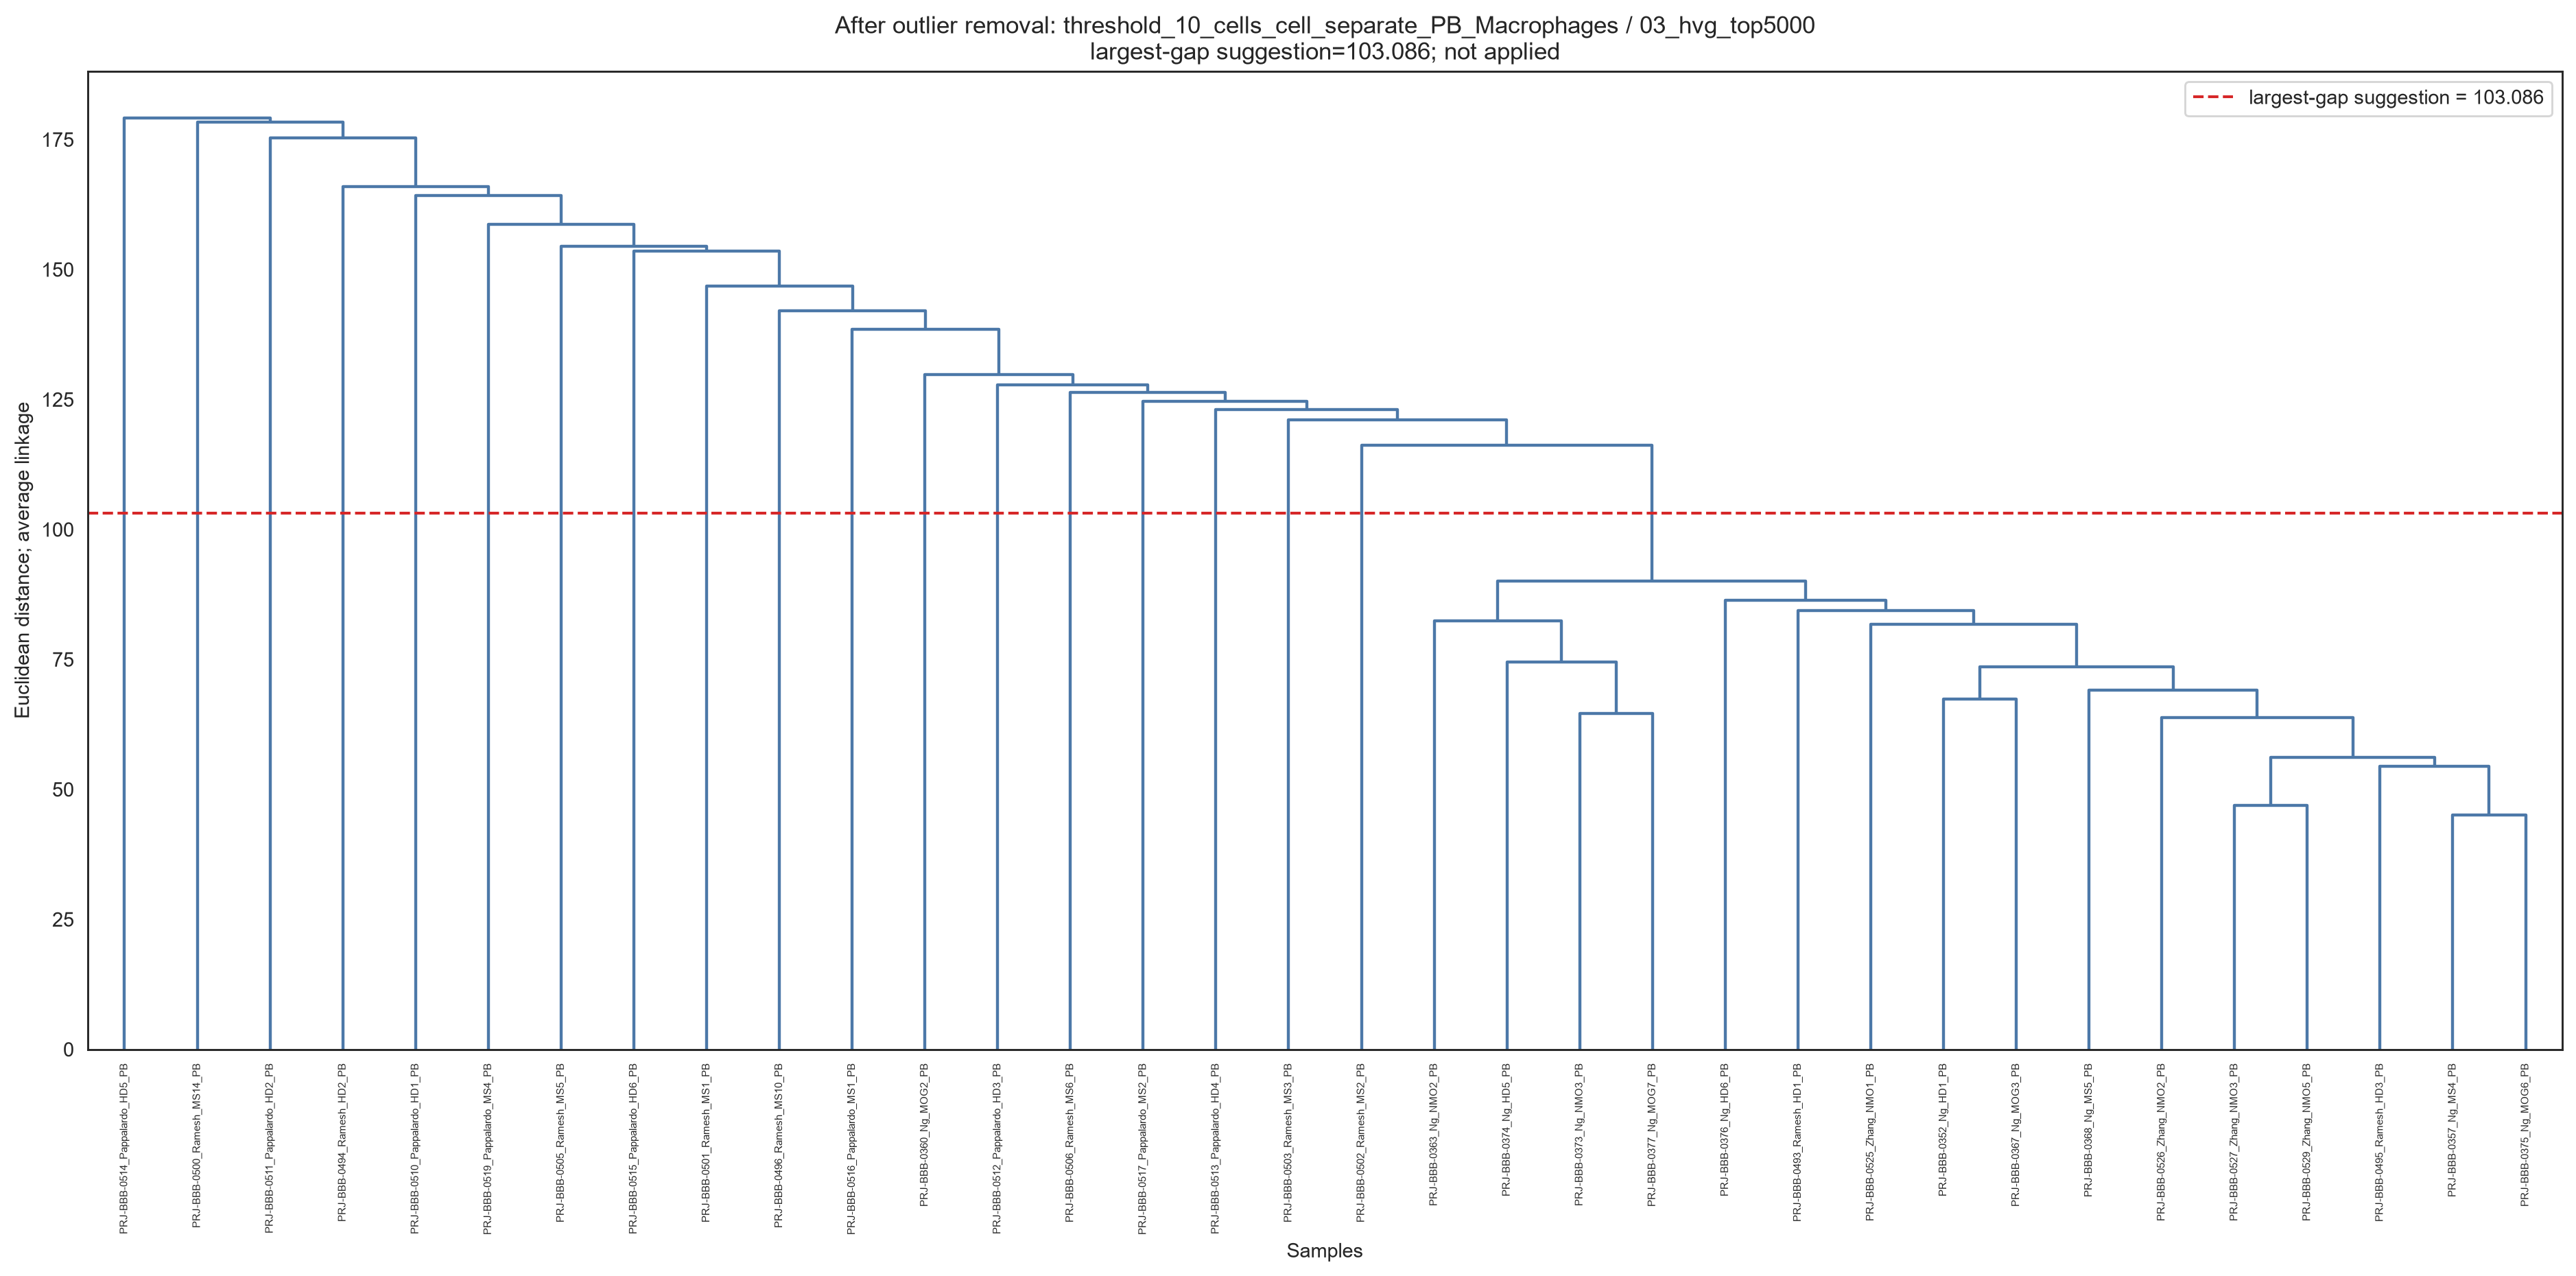 After outlier removal: threshold_10_cells_cell_separate_PB_Macrophages / 03_hvg_top5000
largest-gap suggestion=103.086; not applied
largest-gap suggestion = 103.086
Euclidean distance; average linkage
175
150
125
100
75
50
25
0
PRJ-BBB-0514_Pappalardo_HD5_PB
PRJ-BBB-0500_Ramesh_MS14_PB
PRJ-BBB-0511_Pappalardo_HD2_PB
PRJ-BBB-0494_Ramesh_HD2_PB
PRJ-BBB-0510_Pappalardo_HD1_PB
PRJ-BBB-0519_Pappalardo_MS4_PB
PRJ-BBB-0505_Ramesh_MS5_PB
PRJ-BBB-0515_Pappalardo_HD6_PB
PRJ-BBB-0501_Ramesh_MS1_PB
PRJ-BBB-0496_Ramesh_MS10_PB
PRJ-BBB-0516_Pappalardo_MS1_PB
PRJ-BBB-0360_Ng_MOG2_PB
PRJ-BBB-0512_Pappalardo_HD3_PB
PRJ-BBB-0506_Ramesh_MS6_PB
PRJ-BBB-0517_Pappalardo_MS2_PB
PRJ-BBB-0513_Pappalardo_HD4_PB
PRJ-BBB-0503_Ramesh_MS3_PB
PRJ-BBB-0502_Ramesh_MS2_PB
PRJ-BBB-0363_Ng_NMO2_PB
PRJ-BBB-0374_Ng_HD5_PB
PRJ-BBB-0373_Ng_NMO3_PB
PRJ-BBB-0377_Ng_MOG7_PB
PRJ-BBB-0376_Ng_HD6_PB
PRJ-BBB-0493_Ramesh_HD1_PB
PRJ-BBB-0525_Zhang_NMO1_PB
PRJ-BBB-0352_Ng_HD1_PB
PRJ-BBB-0367_Ng_MOG3_PB
PRJ-BBB-0368_Ng_MS5_PB
PRJ-BBB-0526_Zhang_NMO2_PB
PRJ-BBB-0527_Zhang_NMO3_PB
PRJ-BBB-0529_Zhang_NMO5_PB
PRJ-BBB-0495_Ramesh_HD3_PB
PRJ-BBB-0357_Ng_MS4_PB
PRJ-BBB-0375_Ng_MOG6_PB
Samples